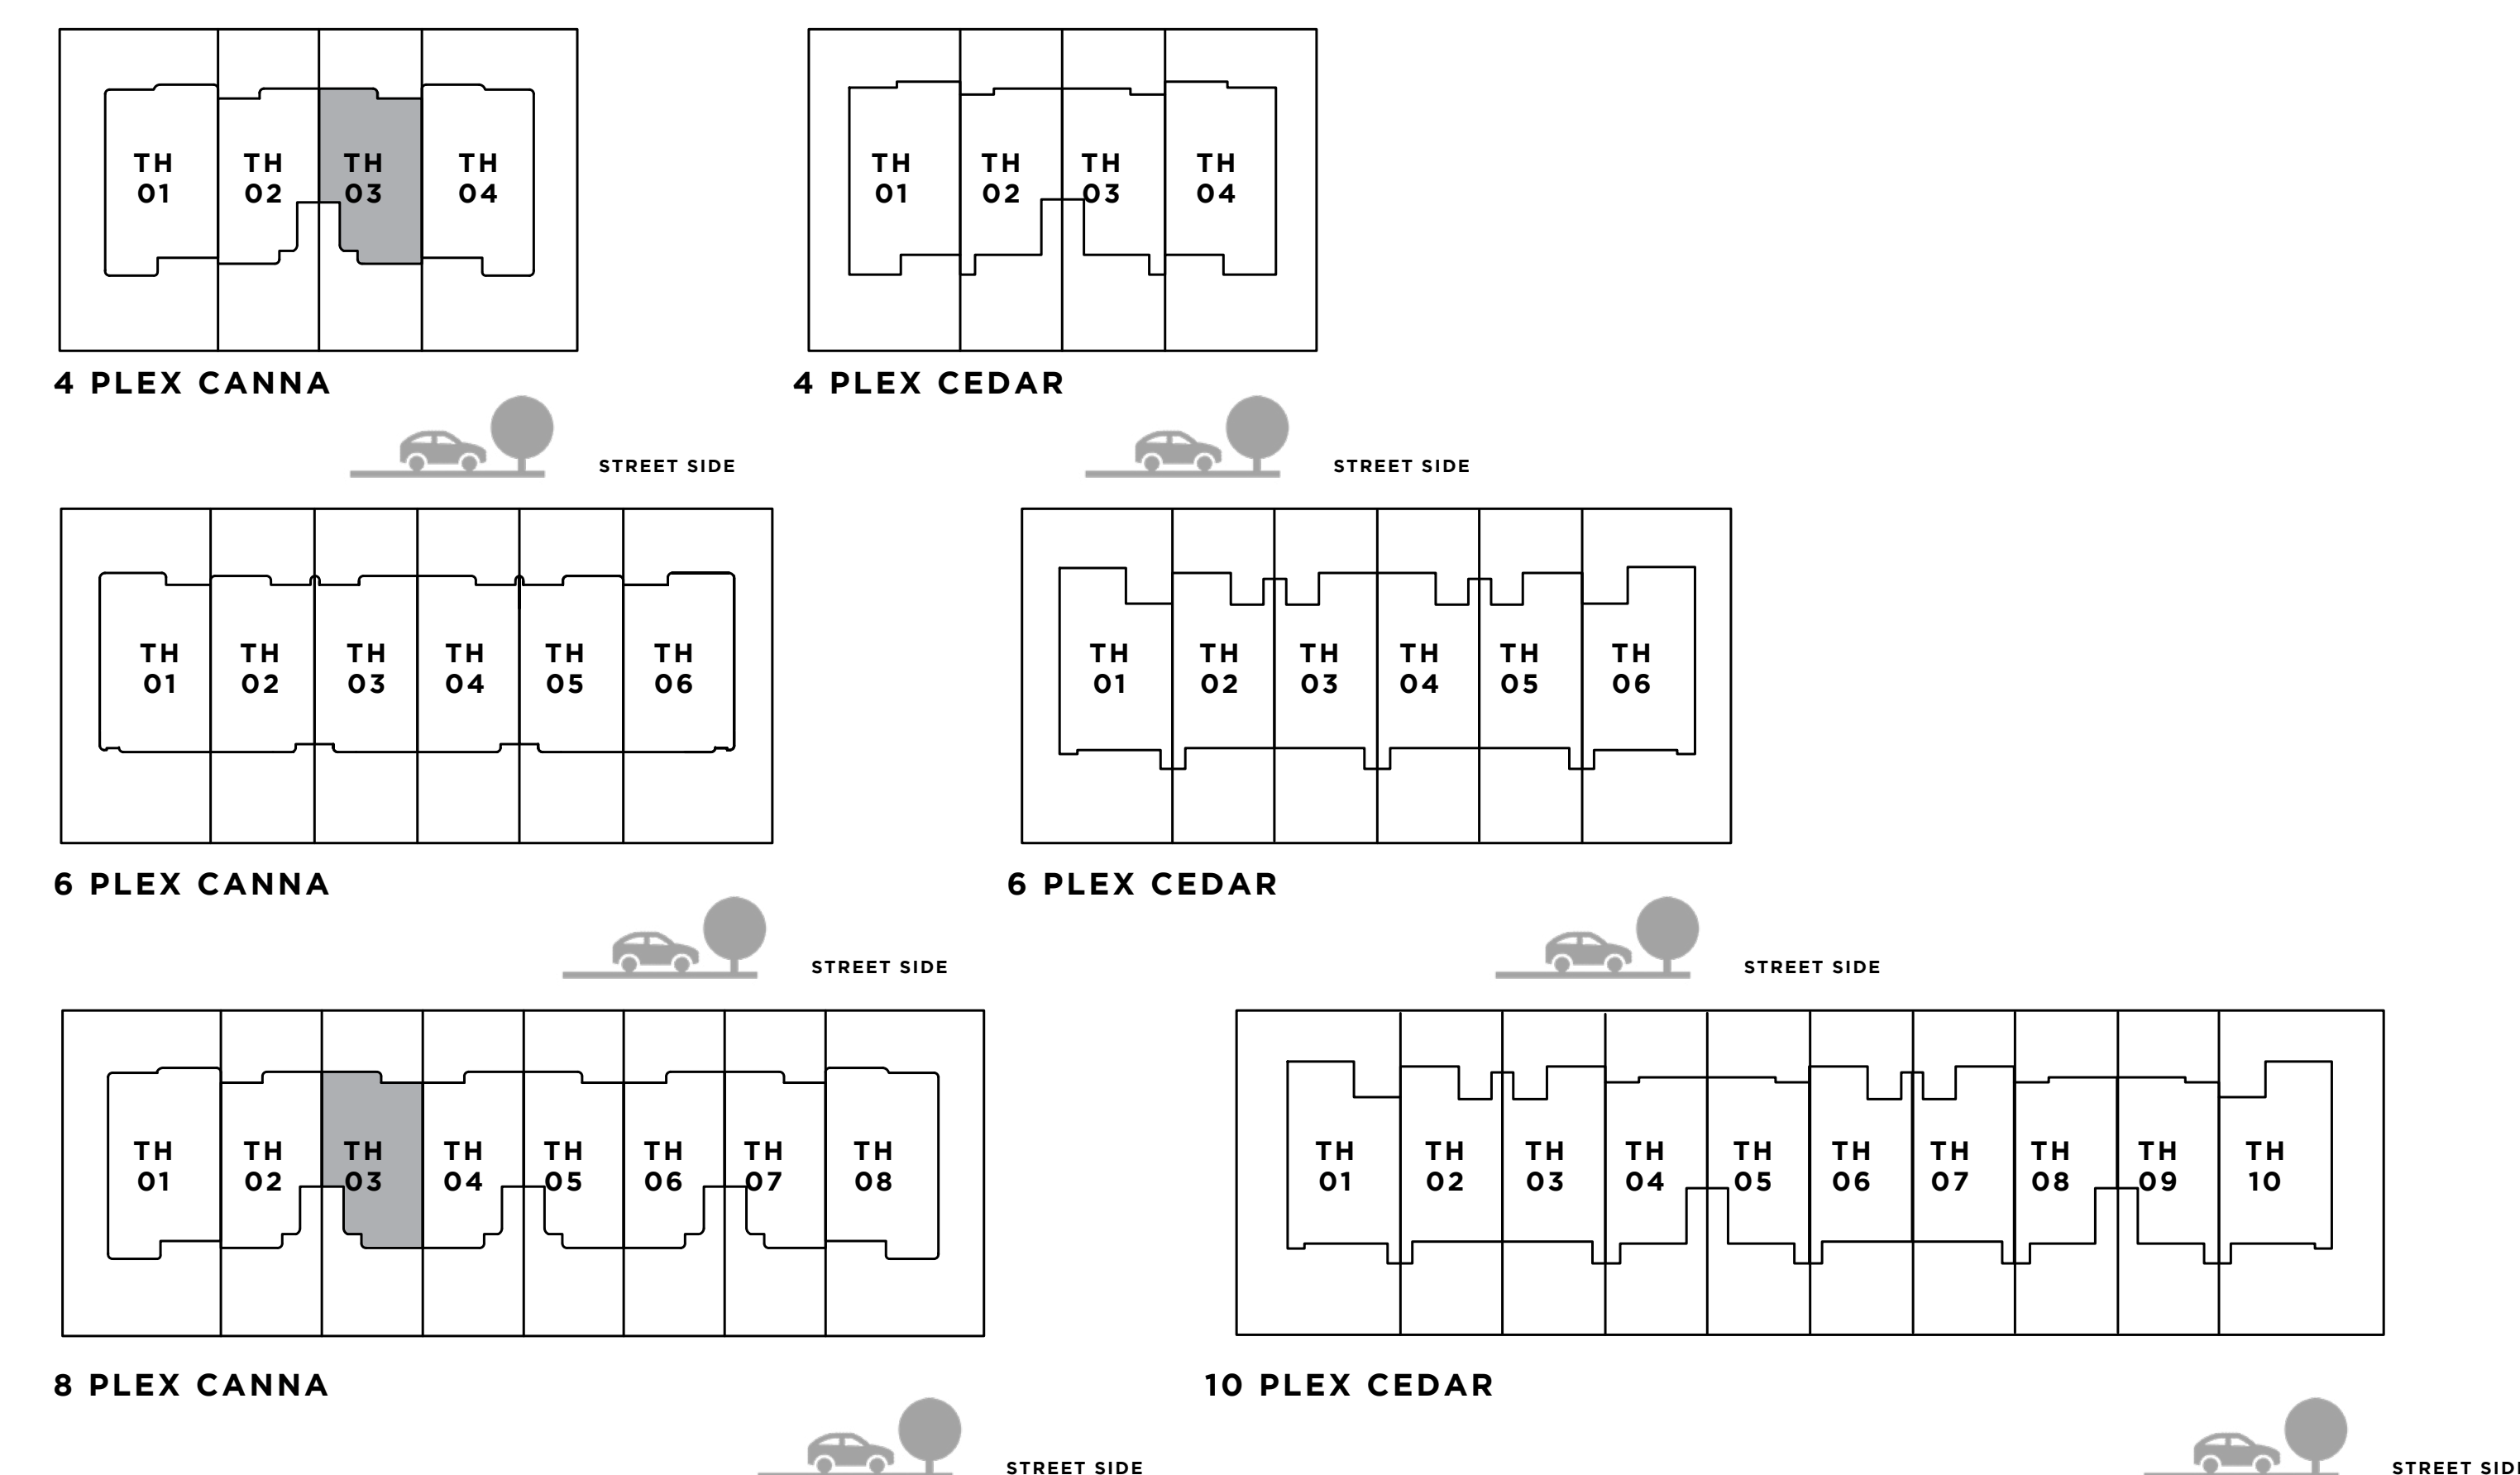 TH
01
TH
02
TH
03
TH
04
4 PLEX CANNA
STREET SIDE
TH
01
TH
02
TH
03
TH
04
4 PLEX CEDAR
STREET SIDE
TH
01
TH
02
TH
03
TH
04
TH
05
TH
06
6 PLEX CANNA
STREET SIDE
TH
01
TH
02
TH
03
TH
04
TH
05
TH
06
6 PLEX CEDAR
STREET SIDE
TH
01
TH
02
TH
03
TH
04
TH
05
TH
06
TH
07
TH
08
8 PLEX CANNA
STREET SIDE
TH
01
TH
02
TH
03
TH
04
TH
05
TH
06
TH
07
TH
08
TH
09
TH
10
10 PLEX CEDAR
STREET SIDE